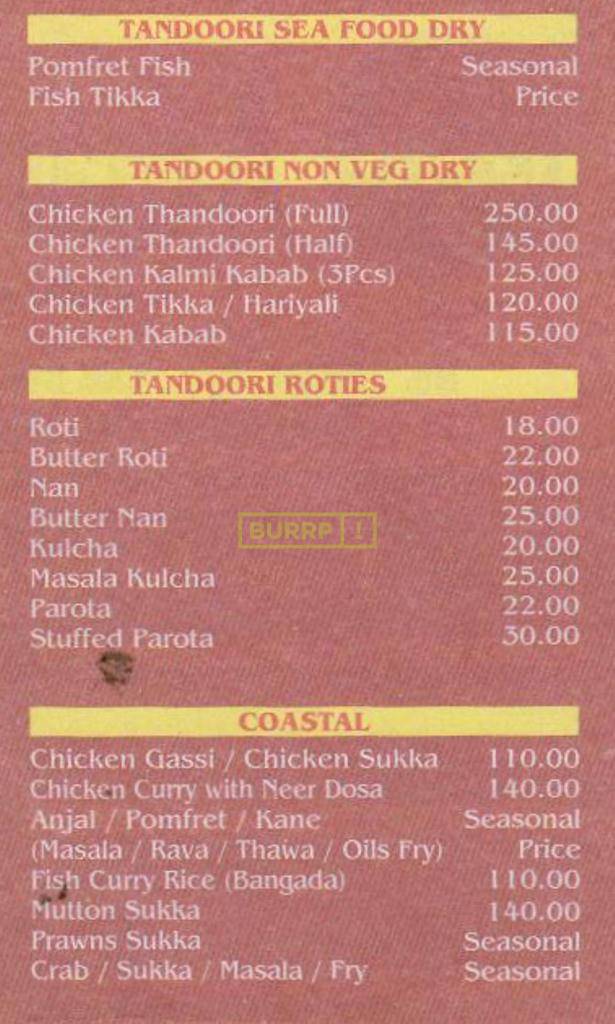 TANDOORI SEA FOOD DRY
Pomfret Fish Seasonal
Fish Tikka Price
TANDOORI NON VEG DRY
Chicken Thandoori (Full) 250.00
Chicken Thandoori (Half) 145.00
Chicken Kalmi Kabab (3Pcs) 125.00
Chicken Tikka / Hariyali 120.00
Chicken Kabab 115.00
TANDOORI ROTIES
Roti 18.00
Butter Roti 22.00
Nan 20.00
Butter Nan 25.00
BURRP!
Kulcha 20.00
Masala Kulcha 25.00
Parota 22.00
Stuffed Parota 30.00
COASTAL
Chicken Gassi / Chicken Sukka 110.00
Chicken Curry with Neer Dosa 140.00
Anjal / Pomfret / Kane Seasonal
(Masala / Rava / Thawa / Oils Fry) Price
Fish Curry Rice (Bangada) 110.00
Mutton Sukka 140.00
Prawns Sukka Seasonal
Crab / Sukka / Masala / Fry Seasonal